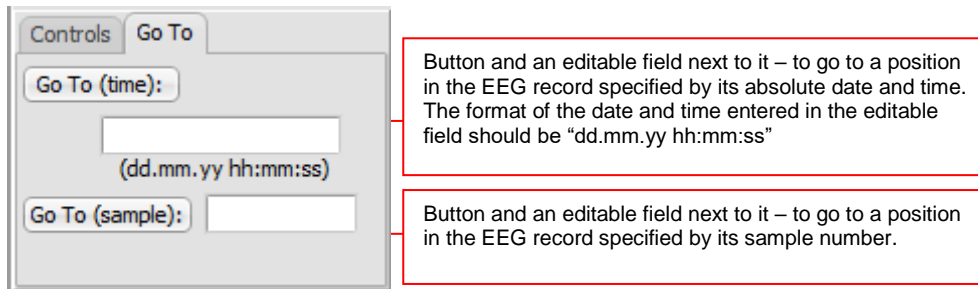 Controls Go To
Go To (time):
(dd.mm.yy hh:mm:ss)
Go To (sample):
Button and an editable field next to it – to go to a position
in the EEG record specified by its absolute date and time.
The format of the date and time entered in the editable
field should be “dd.mm.yy hh:mm:ss”
Button and an editable field next to it – to go to a position
in the EEG record specified by its sample number.